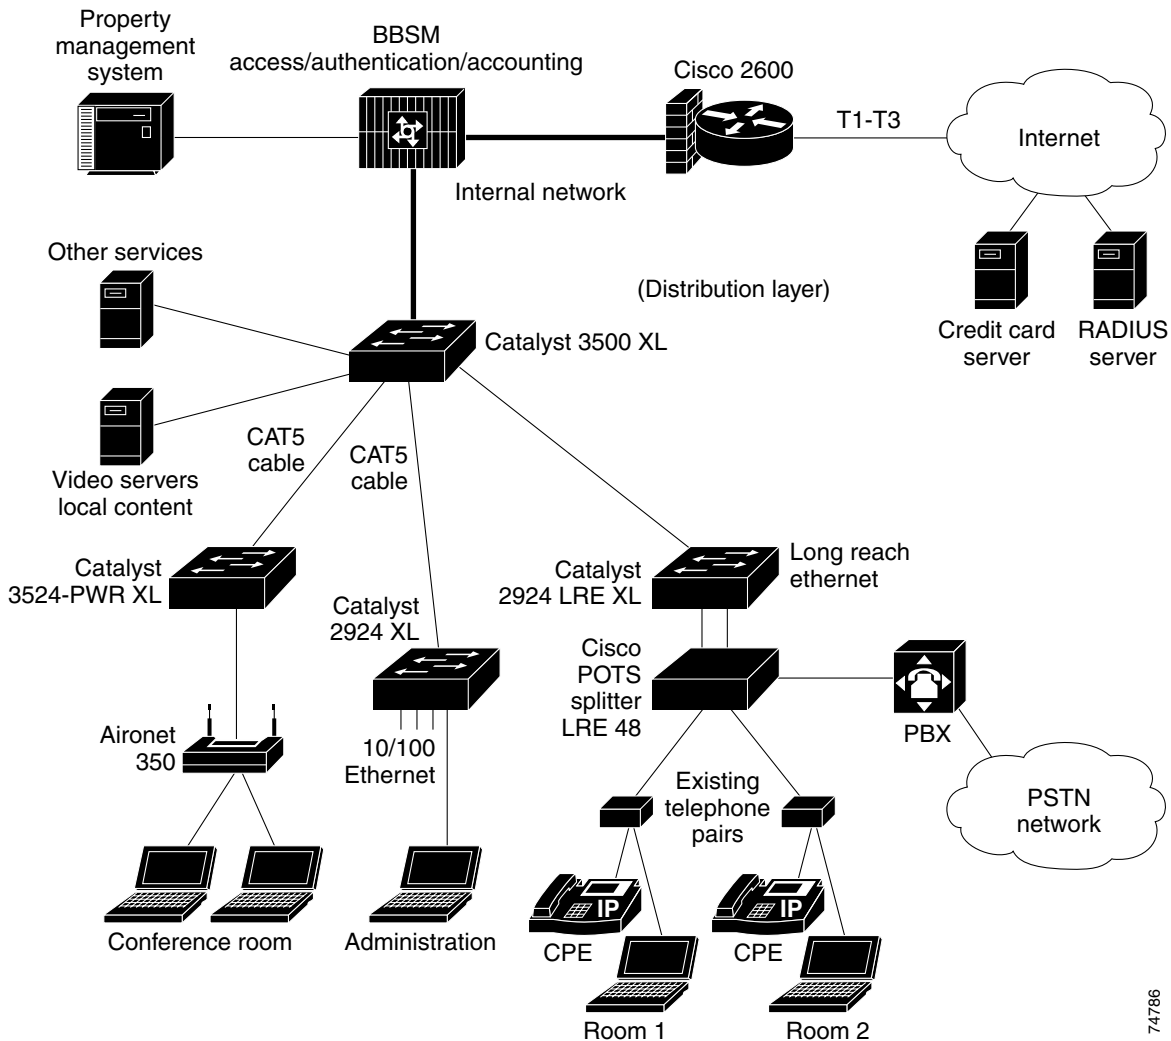 Property
management
system
BBSM
access/authentication/accounting
Cisco 2600
T1-T3
Internet
Internal network
Other services
(Distribution layer)
Credit card
server
RADIUS
server
Catalyst 3500 XL
CAT5
cable
CAT5
cable
Video servers
local content
Catalyst
3524-PWR XL
Catalyst
2924 XL
Catalyst
2924 LRE XL
Long reach
ethernet
Cisco
POTS
splitter
LRE 48
PBX
Aironet
350
10/100
Ethernet
Existing
telephone
pairs
PSTN
network
IP
IP
Conference room
Administration
CPE
CPE
Room 1
Room 2
74786